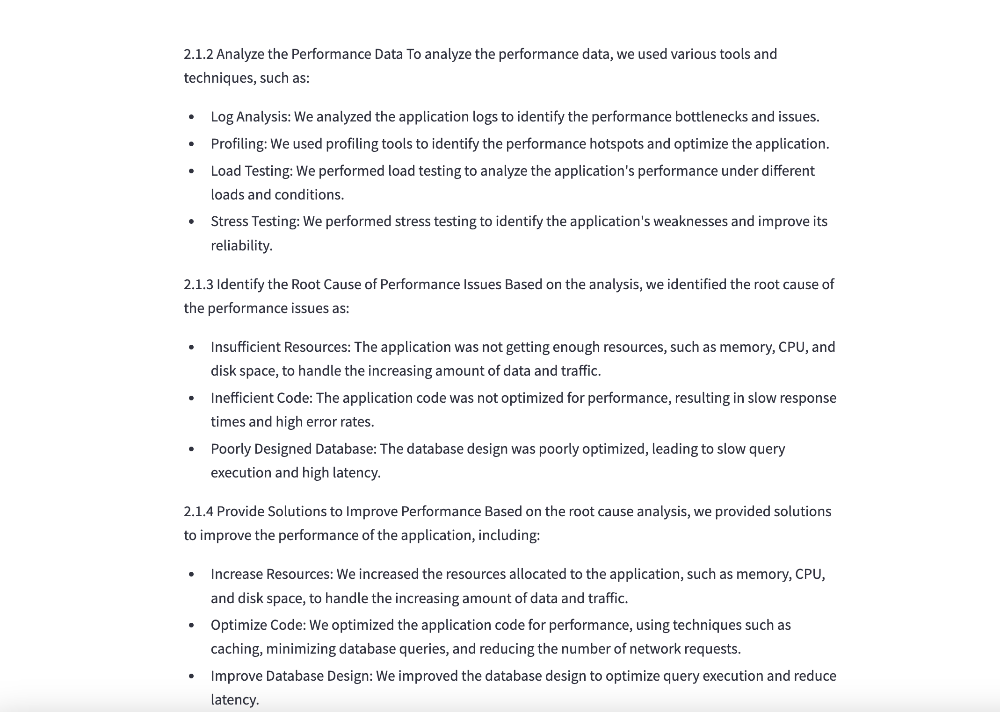 2.1.2 Analyze the Performance Data To analyze the performance data, we used various tools and
techniques, such as:
• Log Analysis: We analyzed the application logs to identify the performance bottlenecks and issues.
• Profiling: We used profiling tools to identify the performance hotspots and optimize the application.
• Load Testing: We performed load testing to analyze the application's performance under different
loads and conditions.
• Stress Testing: We performed stress testing to identify the application's weaknesses and improve its
reliability.
2.1.3 Identify the Root Cause of Performance Issues Based on the analysis, we identified the root cause of
the performance issues as:
• Insufficient Resources: The application was not getting enough resources, such as memory, CPU, and
disk space, to handle the increasing amount of data and traffic.
• Inefficient Code: The application code was not optimized for performance, resulting in slow response
times and high error rates.
• Poorly Designed Database: The database design was poorly optimized, leading to slow query
execution and high latency.
2.1.4 Provide Solutions to Improve Performance Based on the root cause analysis, we provided solutions
to improve the performance of the application, including:
• Increase Resources: We increased the resources allocated to the application, such as memory, CPU,
and disk space, to handle the increasing amount of data and traffic.
• Optimize Code: We optimized the application code for performance, using techniques such as
caching, minimizing database queries, and reducing the number of network requests.
• Improve Database Design: We improved the database design to optimize query execution and reduce
latency.